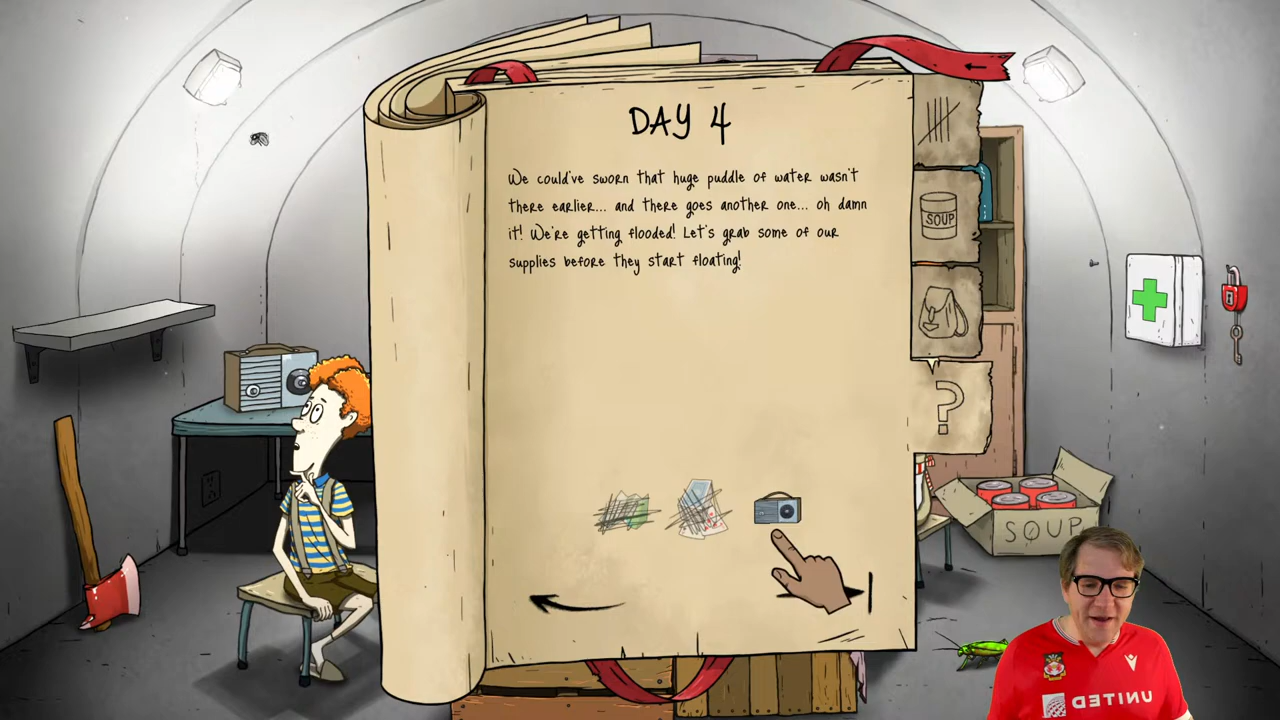 DAY 4
We could've sworn that huge puddle of water wasn't
there earlier... and there goes another one... oh damn
it! We're getting flooded! Let's grab some of our
supplies before they start floating!
SOUP
?
SOUP
UNITED